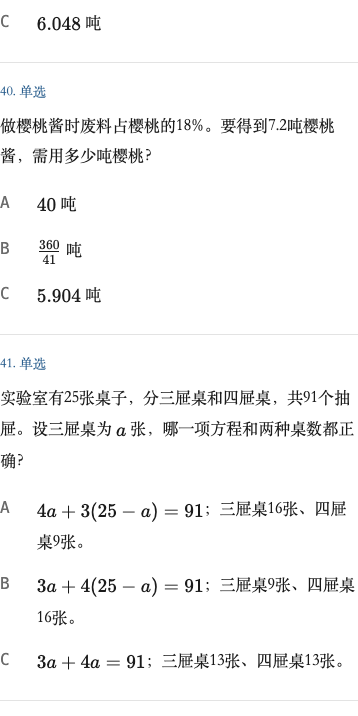 C 6.048 吨
40. 单选
做樱桃酱时废料占樱桃的18%。要得到7.2吨樱桃
酱，需用多少吨樱桃?
A 40 吨
B 360/41 吨
C 5.904 吨
41. 单选
实验室有25张桌子，分三屉桌和四屉桌，共91个抽
屉。设三屉桌为 a 张，哪一项方程和两种桌数都正
确?
A 4a + 3(25 − a) = 91；三屉桌16张、四屉
桌9张。
B 3a + 4(25 − a) = 91；三屉桌9张、四屉桌
16张。
C 3a + 4a = 91；三屉桌13张、四屉桌13张。